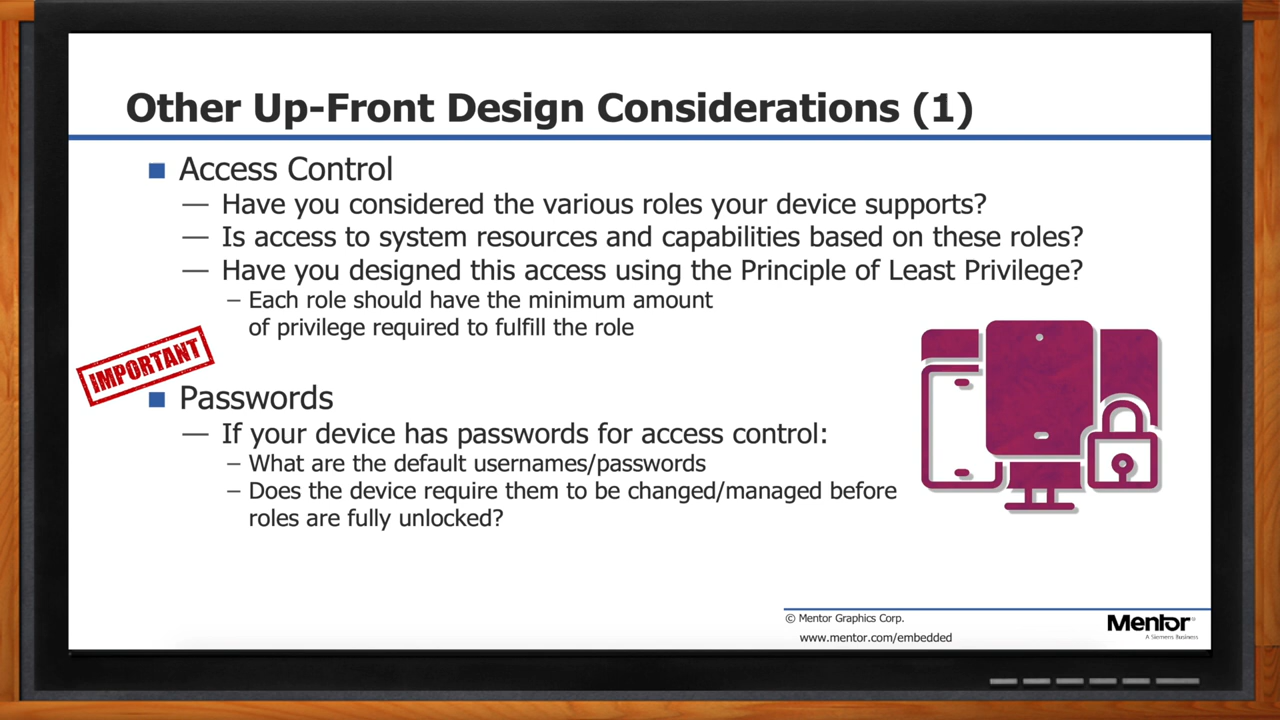 Other Up-Front Design Considerations (1)
■ Access Control
— Have you considered the various roles your device supports?
— Is access to system resources and capabilities based on these roles?
— Have you designed this access using the Principle of Least Privilege?
– Each role should have the minimum amount
of privilege required to fulfill the role
IMPORTANT
■ Passwords
— If your device has passwords for access control:
– What are the default usernames/passwords
– Does the device require them to be changed/managed before
roles are fully unlocked?
© Mentor Graphics Corp.
www.mentor.com/embedded
Mentor®
A Siemens Business